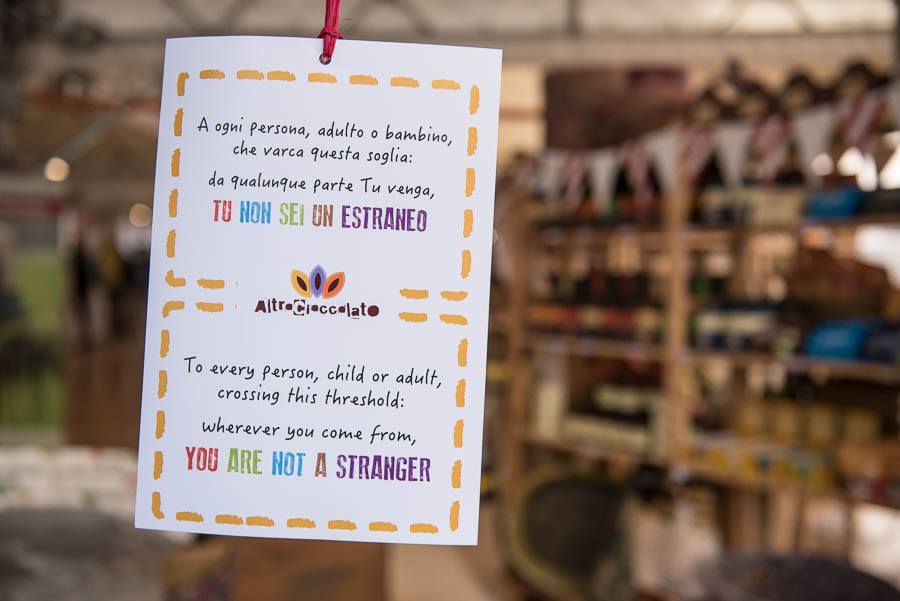 A ogni persona, adulto o bambino,
che varca questa soglia:
da qualunque parte Tu venga,
TU NON SEI UN ESTRANEO
AltroCioccolato
To every person, child or adult,
crossing this threshold:
wherever you come from,
YOU ARE NOT A STRANGER